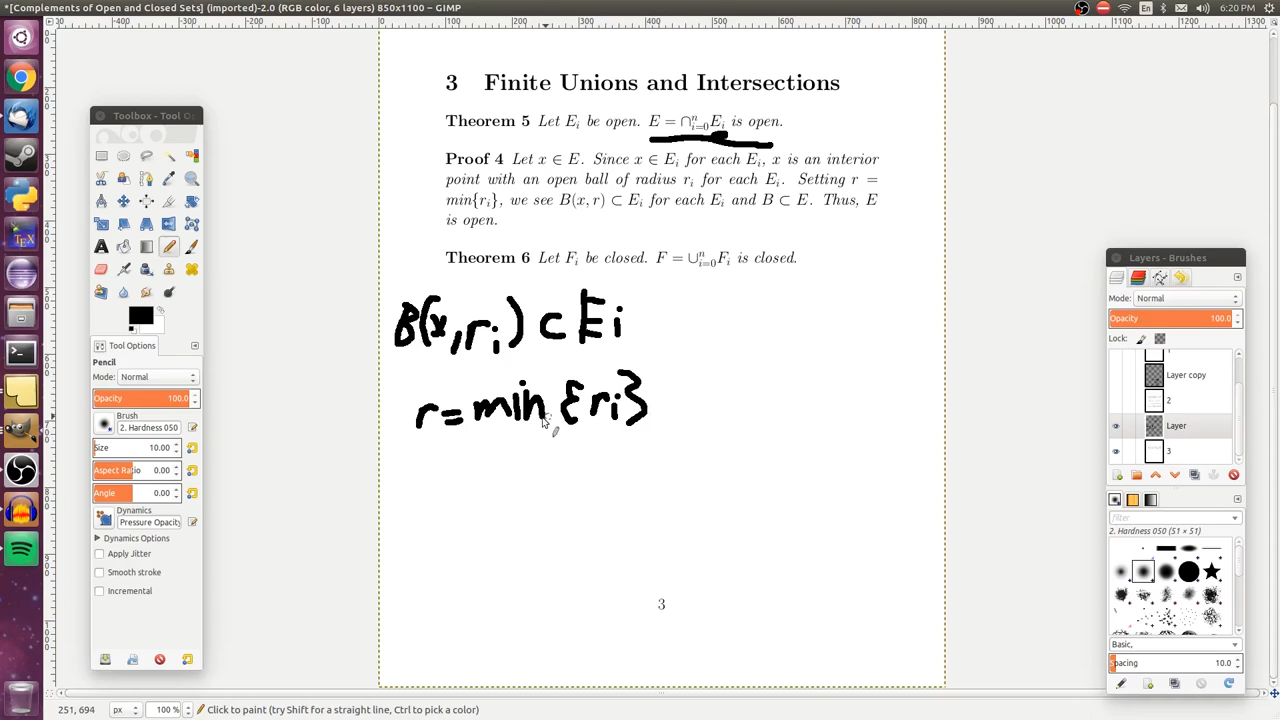 *[Complements of Open and Closed Sets] (imported)-2.0 (RGB color, 6 layers) 850x1100 – GIMP
En
6:20 PM
Toolbox - Tool Op
Tool Options
Pencil
Mode: Normal
Opacity 100.0
Brush
2. Hardness 050
Size 10.00
Aspect Ratio 0.00
Angle 0.00
Dynamics
Pressure Opacity
Dynamics Options
Apply Jitter
Smooth stroke
Incremental
3 Finite Unions and Intersections
Theorem 5 Let E_i be open. E = ∩_{i=0}^n E_i is open.
Proof 4 Let x ∈ E. Since x ∈ E_i for each E_i, x is an interior
point with an open ball of radius r_i for each E_i. Setting r =
min{r_i}, we see B(x, r) ⊂ E_i for each E_i and B ⊂ E. Thus, E
is open.
Theorem 6 Let F_i be closed. F = ∪_{i=0}^n F_i is closed.
B(x, r_i) ⊂ E_i
r = min {r_i}
3
Layers - Brushes
Mode: Normal
Opacity 100.0
Lock:
Layer copy
2
Layer
3
filter
2. Hardness 050 (51 × 51)
Basic,
Spacing 10.0
251, 694 px 100 % Click to paint (try Shift for a straight line, Ctrl to pick a color)